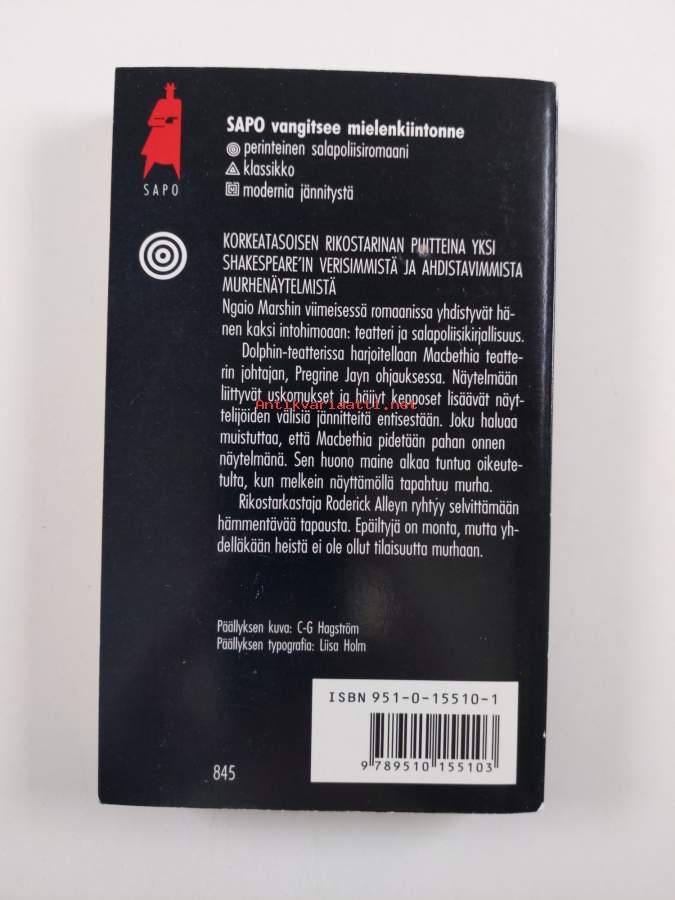 SAPO
SAPO vangitsee mielenkiintonne
perinteinen salapoliisiromaani
klassikko
modernia jännitystä
KORKEATASOISEN RIKOSTARINAN PUITTEINA YKSI
SHAKESPEARE'IN VERISIMMISTÄ JA AHDISTAVIMMISTA
MURHENÄYTELMISTÄ
Ngaio Marshin viimeisessä romaanissa yhdistyvät hä-
nen kaksi intohimoaan: teatteri ja salapoliisikirjallisuus.
Dolphin-teatterissa harjoitellaan Macbethia teatte-
rin johtajan, Peregrine Jayn ohjauksessa. Näytelmään
liittyvät uskomukset ja häijyt kepposet lisäävät näyt-
Antikvariaatti.net
telijöiden välisiä jännitteitä entisestään. Joku haluaa
muistuttaa, että Macbethia pidetään pahan onnen
näytelmänä. Sen huono maine alkaa tuntua oikeute-
tulta, kun melkein näyttämöllä tapahtuu murha.
Rikostarkastaja Roderick Alleyn ryhtyy selvittämään
hämmentävää tapausta. Epäiltyjä on monta, mutta yh-
delläkään heistä ei ole ollut tilaisuutta murhaan.
Päällyksen kuva: C-G Hagström
Päällyksen typografia: Liisa Holm
ISBN 951-0-15510-1
9 789510 155103
845